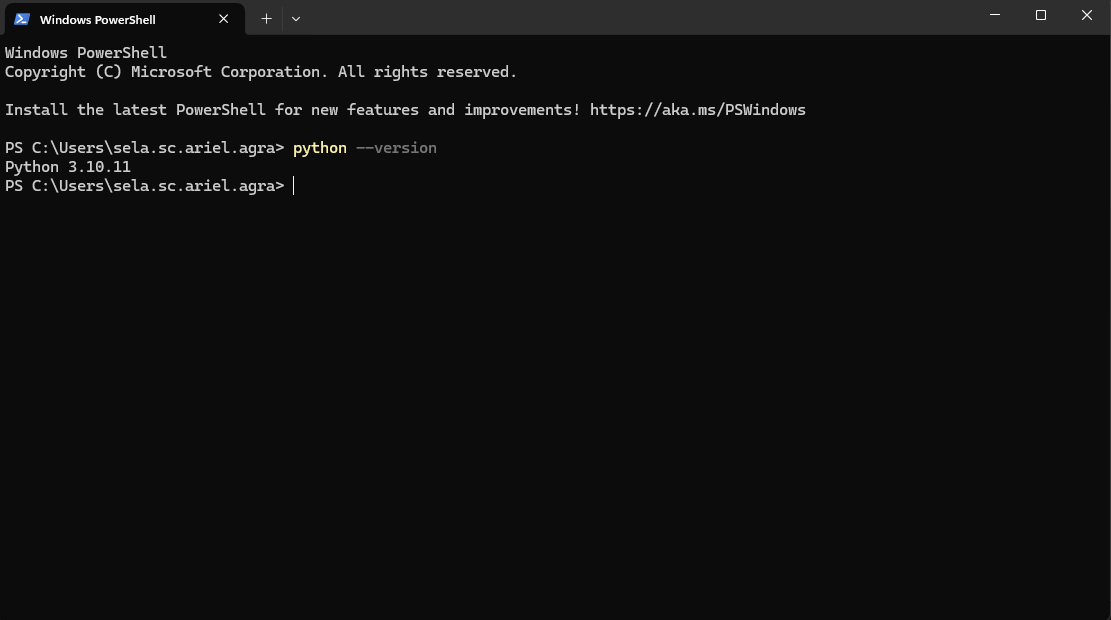 Windows PowerShell
Windows PowerShell
Copyright (C) Microsoft Corporation. All rights reserved.
Install the latest PowerShell for new features and improvements! https://aka.ms/PSWindows
PS C:\Users\sela.sc.ariel.agra> python --version
Python 3.10.11
PS C:\Users\sela.sc.ariel.agra>